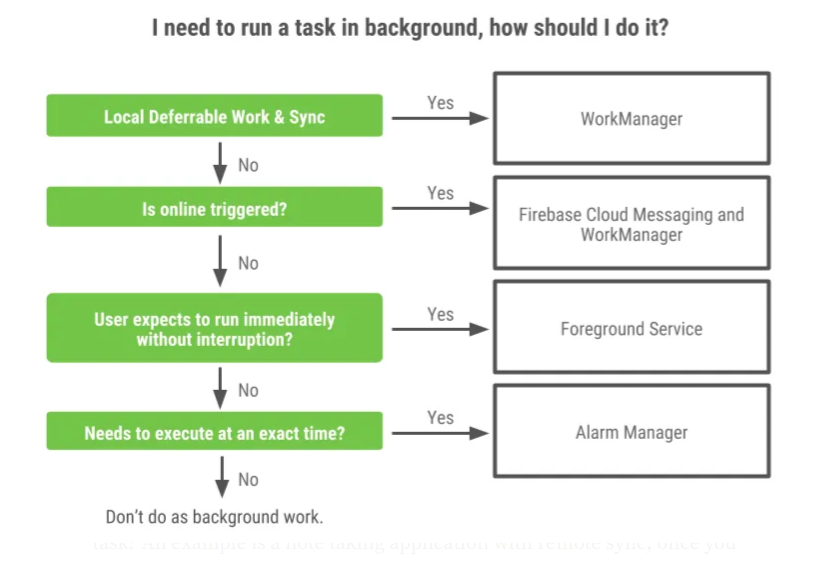 I need to run a task in background, how should I do it?
Local Deferrable Work & Sync
Yes
WorkManager
No
Is online triggered?
Yes
Firebase Cloud Messaging and
WorkManager
No
User expects to run immediately
without interruption?
Yes
Foreground Service
No
Needs to execute at an exact time?
Yes
Alarm Manager
No
Don't do as background work.
task. An example is a note taking application with remote sync, once you